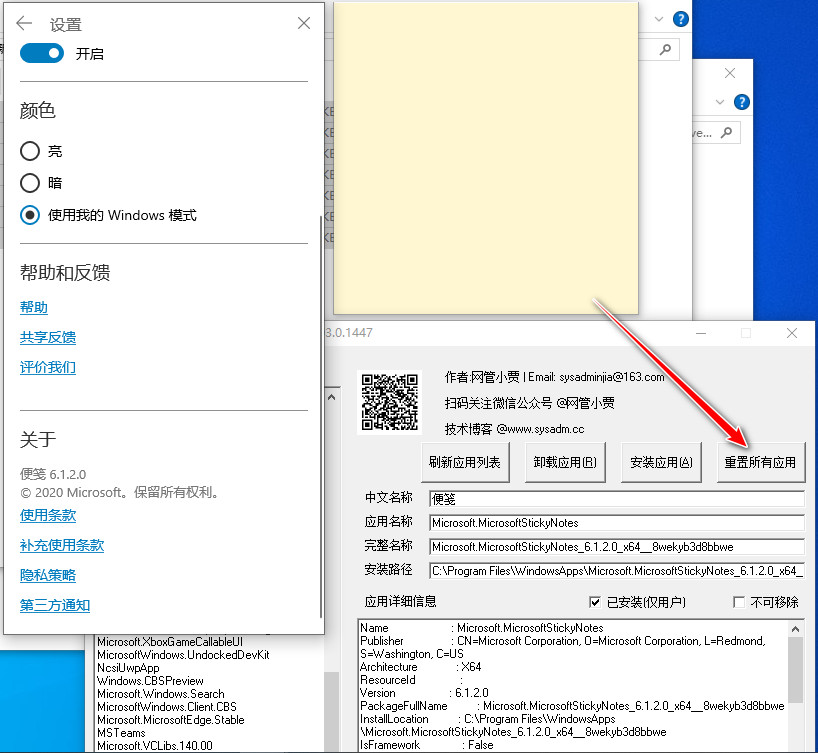 设置
开启
颜色
亮
暗
使用我的 Windows 模式
帮助和反馈
帮助
共享反馈
评价我们
关于
便笺 6.1.2.0
© 2020 Microsoft。保留所有权利。
使用条款
补充使用条款
隐私策略
第三方通知
Microsoft.XboxGameCallableUI
MicrosoftWindows.UndockedDevKit
NcsiUwpApp
Windows.CBSPreview
Microsoft.Windows.Search
MicrosoftWindows.Client.CBS
Microsoft.MicrosoftEdge.Stable
MSTeams
Microsoft.VCLibs.140.00
ve...
3.0.1447
作者:网管小贾 | Email: sysadminjia@163.com
扫码关注微信公众号 @网管小贾
技术博客 @www.sysadm.cc
刷新应用列表
卸载应用(R)
安装应用(A)
重置所有应用
中文名称 便笺
应用名称 Microsoft.MicrosoftStickyNotes
完整名称 Microsoft.MicrosoftStickyNotes_6.1.2.0_x64__8wekyb3d8bbwe
安装路径 C:\Program Files\WindowsApps\Microsoft.MicrosoftStickyNotes_6.1.2.0_x64_
应用详细信息 已安装(仅用户) 不可移除
Name : Microsoft.MicrosoftStickyNotes
Publisher : CN=Microsoft Corporation, O=Microsoft Corporation, L=Redmond,
S=Washington, C=US
Architecture : X64
ResourceId :
Version : 6.1.2.0
PackageFullName : Microsoft.MicrosoftStickyNotes_6.1.2.0_x64__8wekyb3d8bbwe
InstallLocation : C:\Program Files\WindowsApps
\Microsoft.MicrosoftStickyNotes_6.1.2.0_x64__8wekyb3d8bbwe
IsFramework : False